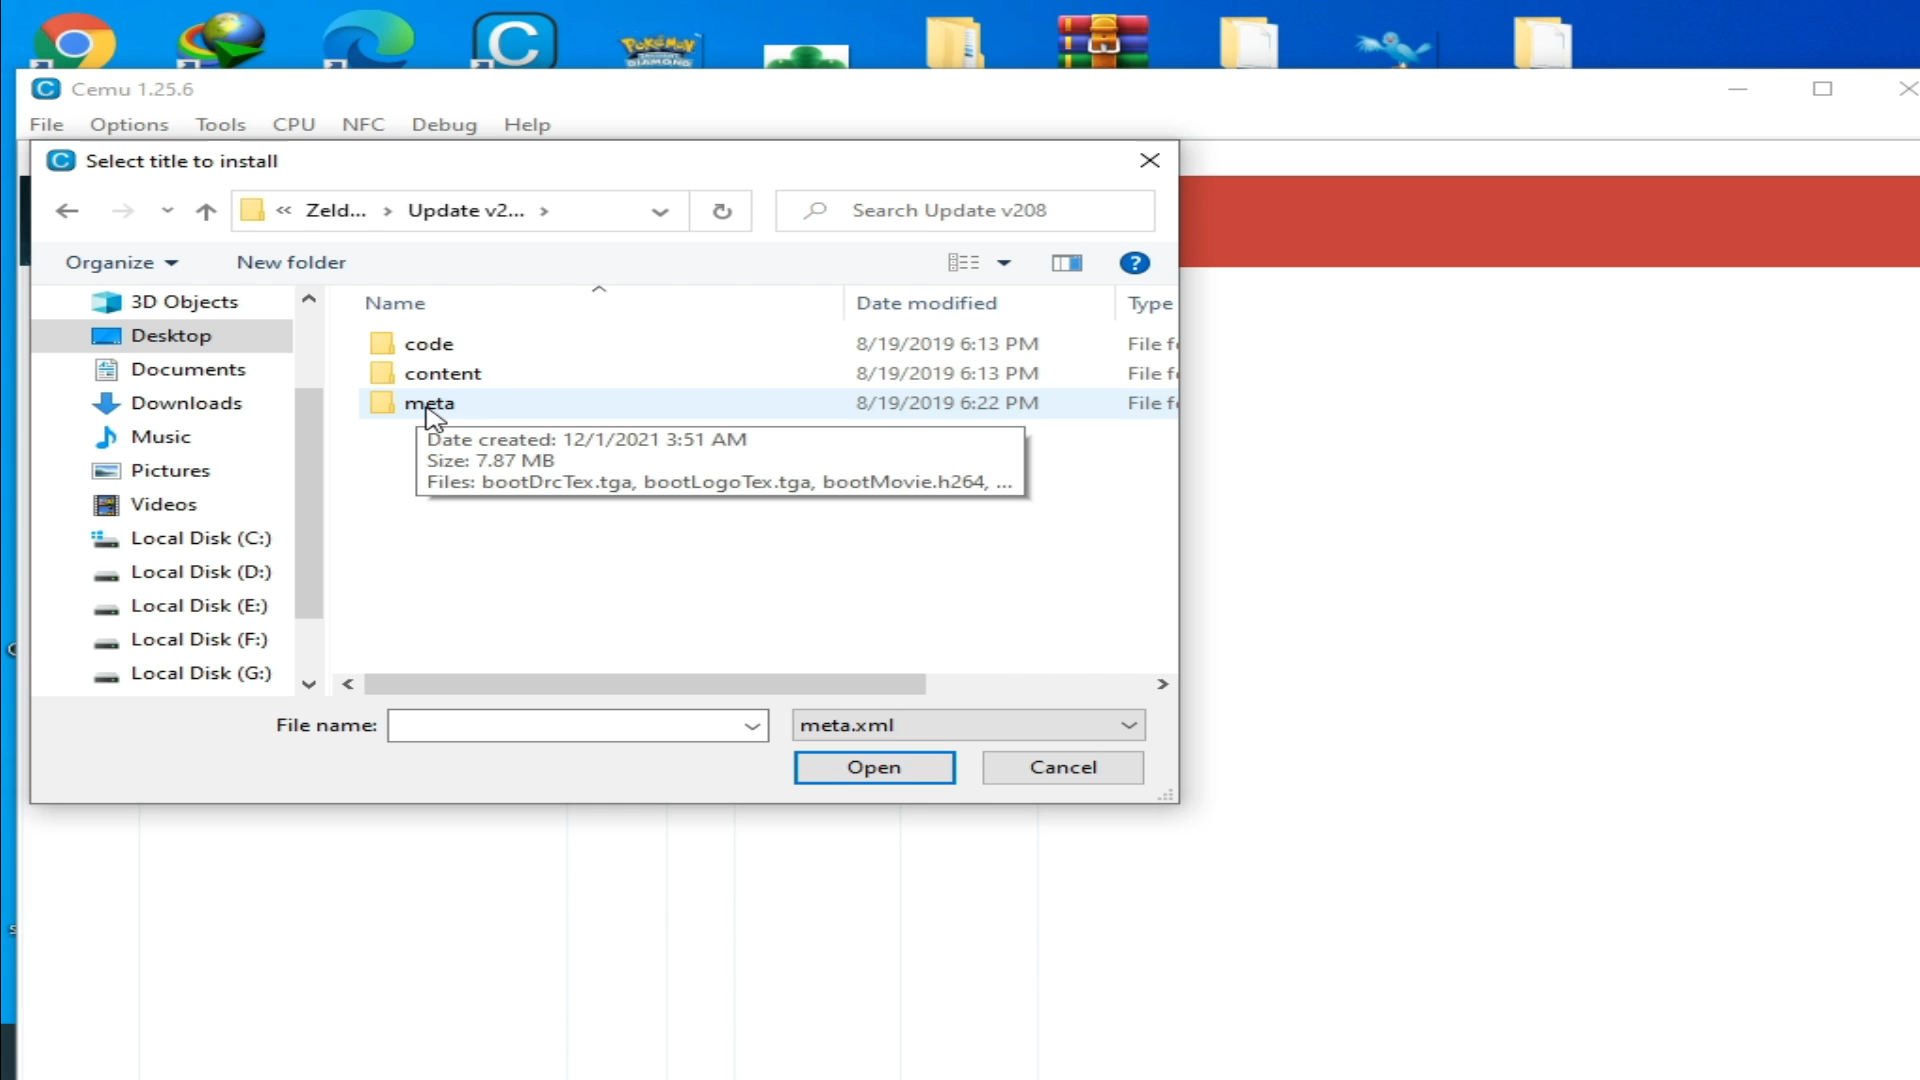 POKÉMON
DIAMOND
Cemu 1.25.6
File Options Tools CPU NFC Debug Help
Select title to install
« Zeld... > Update v2... >
Search Update v208
Organize
New folder
3D Objects
Desktop
Documents
Downloads
Music
Pictures
Videos
Local Disk (C:)
Local Disk (D:)
Local Disk (E:)
Local Disk (F:)
Local Disk (G:)
Name Date modified Type
code 8/19/2019 6:13 PM File f
content 8/19/2019 6:13 PM File f
meta 8/19/2019 6:22 PM File f
Date created: 12/1/2021 3:51 AM
Size: 7.87 MB
Files: bootDrcTex.tga, bootLogoTex.tga, bootMovie.h264, ...
File name:
meta.xml
Open
Cancel